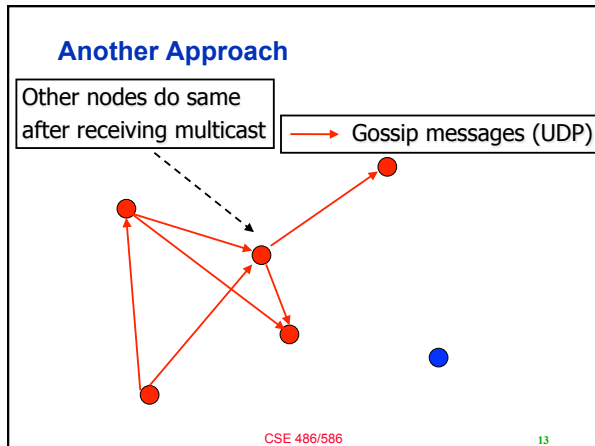 Another Approach
Other nodes do same
after receiving multicast
Gossip messages (UDP)
CSE 486/586
13